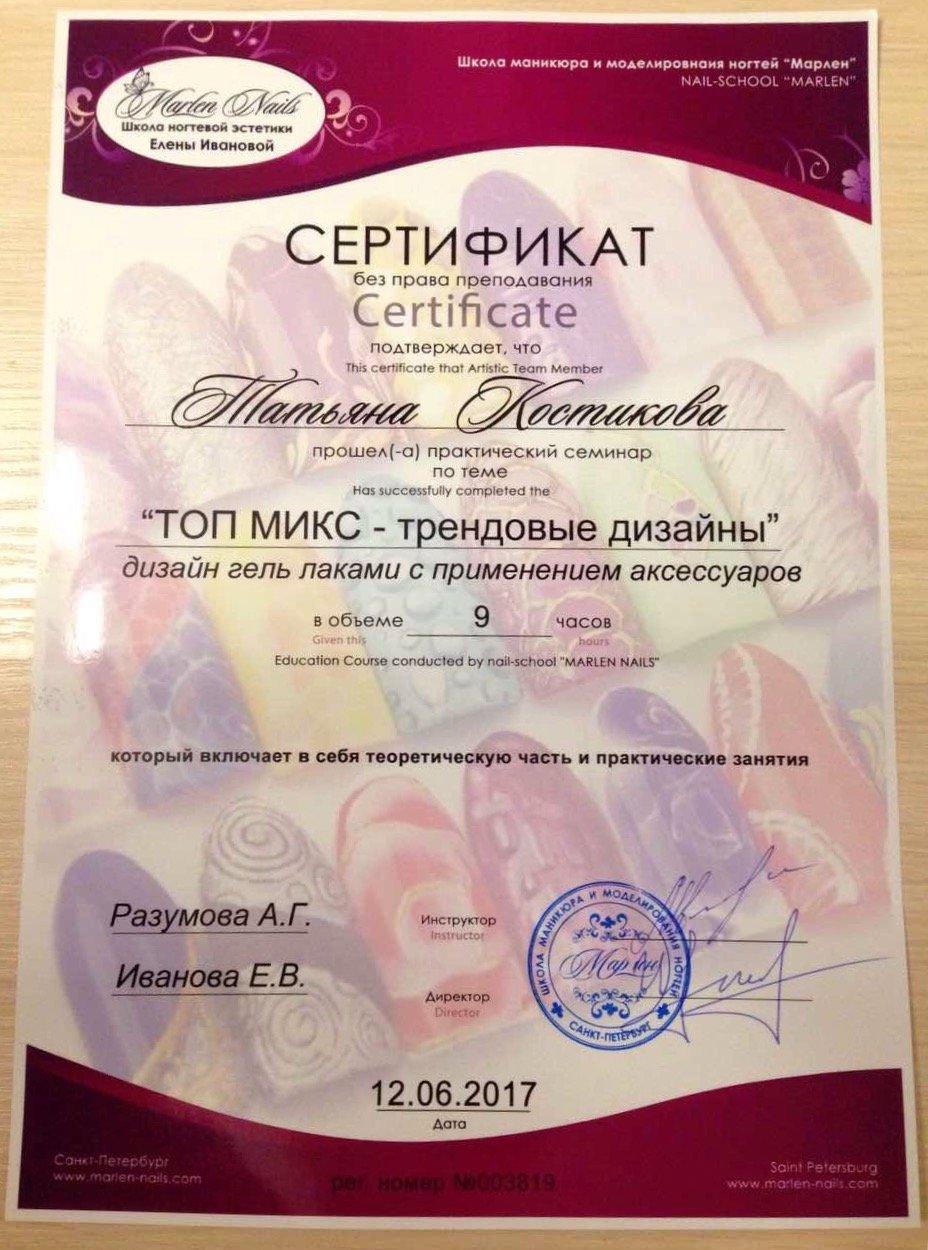 Школа маникюра и моделировнаия ногтей “Марлен”
NAIL-SCHOOL “MARLEN”
Marlen Nails
Школа ногтевой эстетики
Елены Ивановой
СЕРТИФИКАТ
без права преподавания
Certificate
подтверждает, что
This certificate that Artistic Team Member
Татьяна Костикова
прошел(-а) практический семинар
по теме
Has successfully completed the
“ТОП МИКС - трендовые дизайны”
дизайн гель лаками с применением аксессуаров
в объеме 9 часов
Given this hours
Education Course conducted by nail-school "MARLEN NAILS"
который включает в себя теоретическую часть и практические занятия
Разумова А.Г. Инструктор
Instructor
Иванова Е.В. Директор
Director
ШКОЛА МАНИКЮРА И МОДЕЛИРОВАНИЯ НОГТЕЙ
Марлен
САНКТ-ПЕТЕРБУРГ
12.06.2017
Дата
Санкт-Петербург
www.marlen-nails.com
рег. номер №003819
Saint Petersburg
www.marlen-nails.com